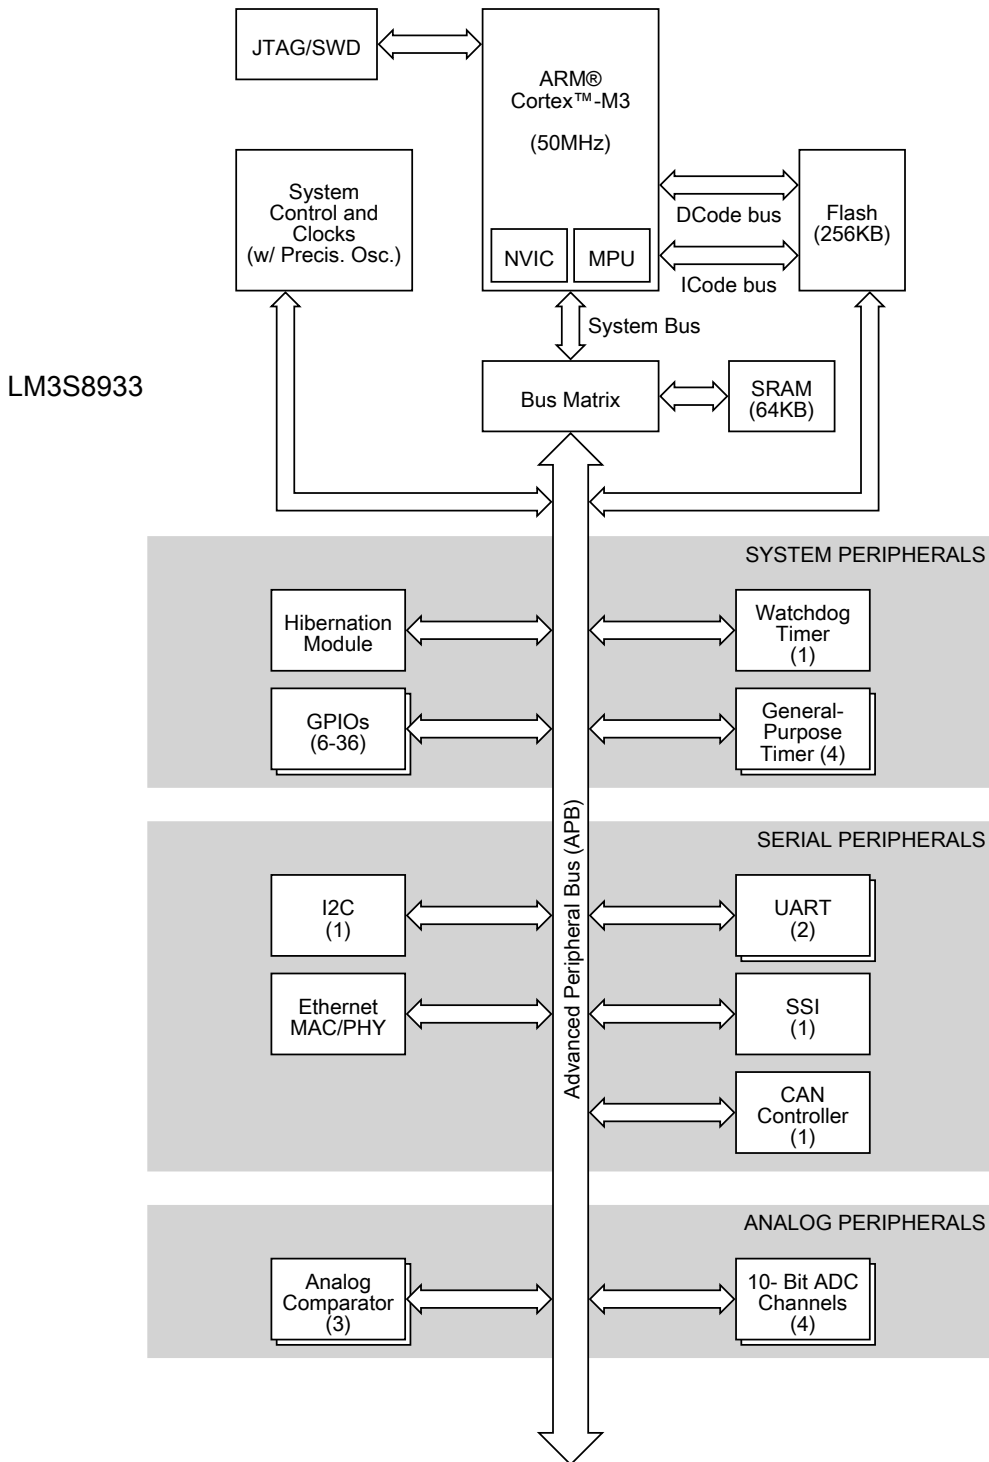 JTAG/SWD
ARM®
Cortex™-M3
(50MHz)
System
Control and
Clocks
(w/ Precis. Osc.)
NVIC
MPU
DCode bus
ICode bus
Flash
(256KB)
System Bus
LM3S8933
Bus Matrix
SRAM
(64KB)
SYSTEM PERIPHERALS
Hibernation
Module
Watchdog
Timer
(1)
GPIOs
(6-36)
General-
Purpose
Timer (4)
Advanced Peripheral Bus (APB)
SERIAL PERIPHERALS
I2C
(1)
UART
(2)
Ethernet
MAC/PHY
SSI
(1)
CAN
Controller
(1)
ANALOG PERIPHERALS
Analog
Comparator
(3)
10- Bit ADC
Channels
(4)